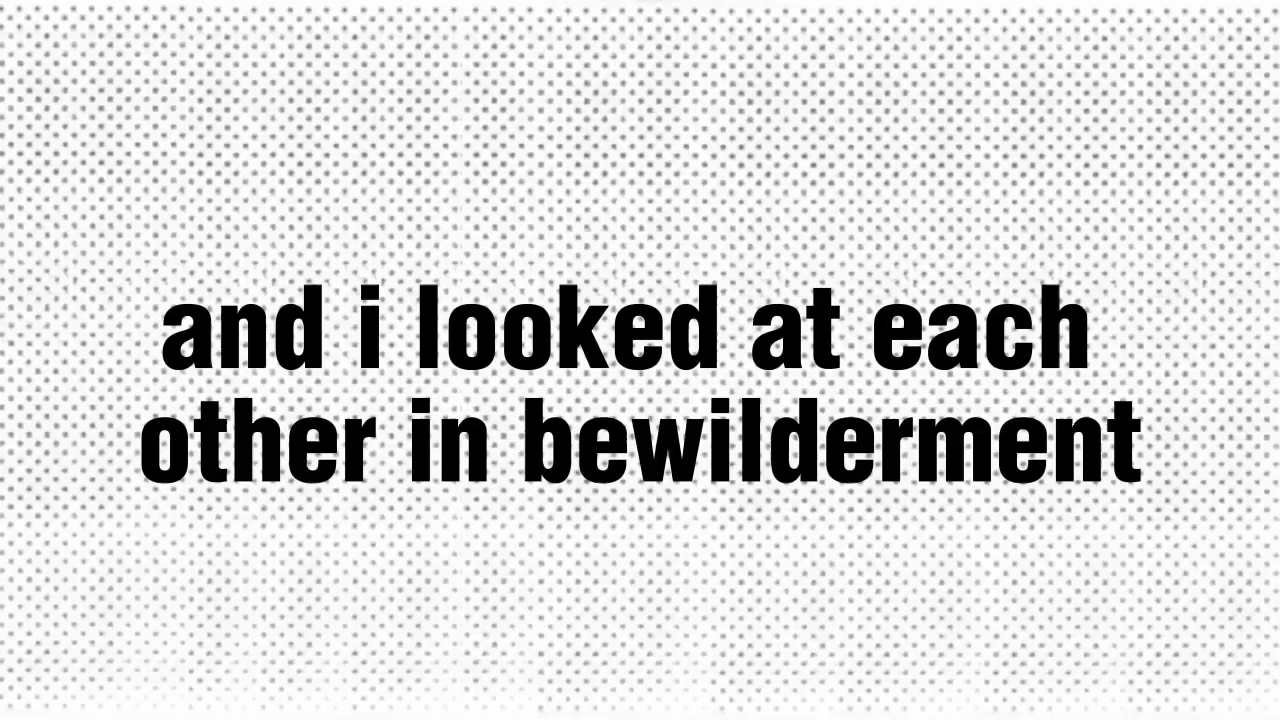 and i looked at each
other in bewilderment